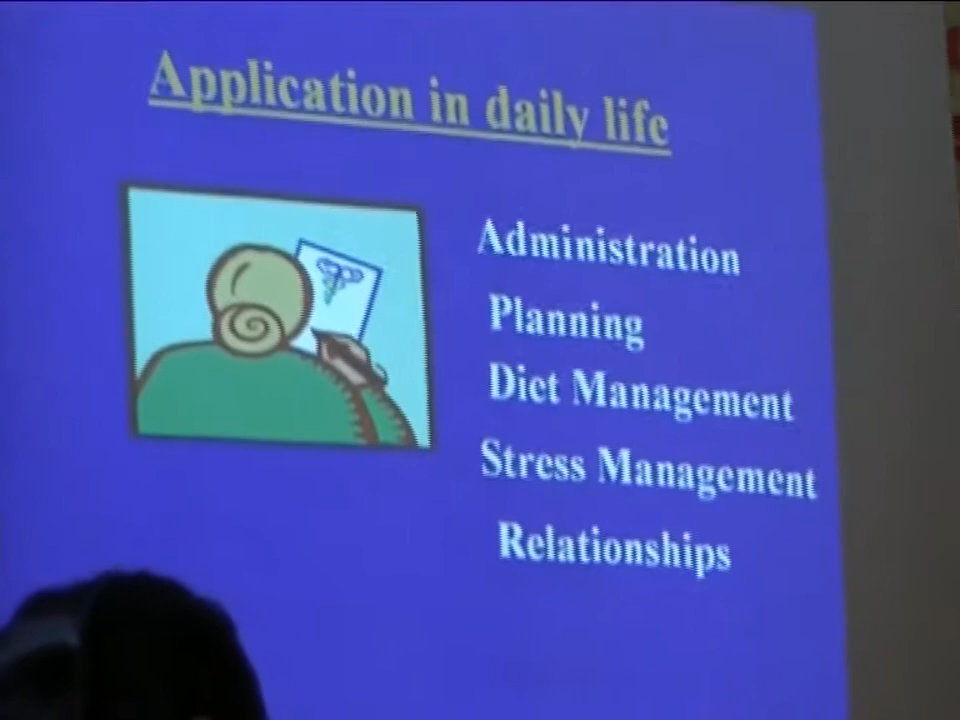 Application in daily life
Administration
Planning
Diet Management
Stress Management
Relationships